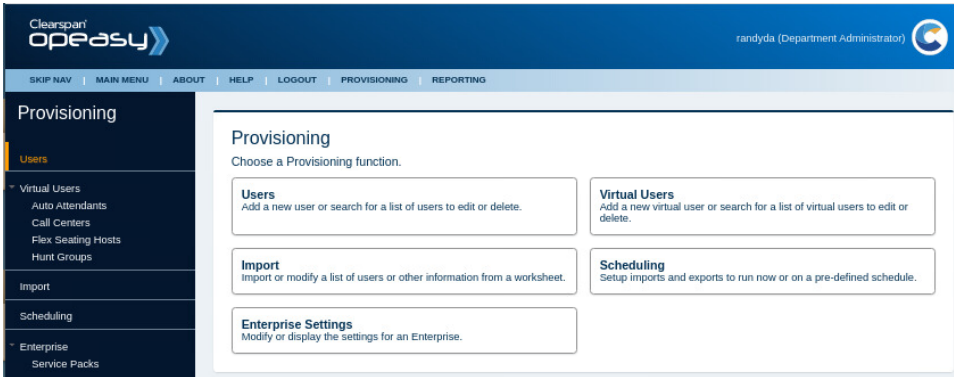 Clearspan
opeasy
randyda (Department Administrator)
SKIP NAV | MAIN MENU | ABOUT | HELP | LOGOUT | PROVISIONING | REPORTING
Provisioning
Users
Virtual Users
Auto Attendants
Call Centers
Flex Seating Hosts
Hunt Groups
Import
Scheduling
Enterprise
Service Packs
Provisioning
Choose a Provisioning function.
Users
Add a new user or search for a list of users to edit or delete.
Virtual Users
Add a new virtual user or search for a list of virtual users to edit or
delete.
Import
Import or modify a list of users or other information from a worksheet.
Scheduling
Setup imports and exports to run now or on a pre-defined schedule.
Enterprise Settings
Modify or display the settings for an Enterprise.